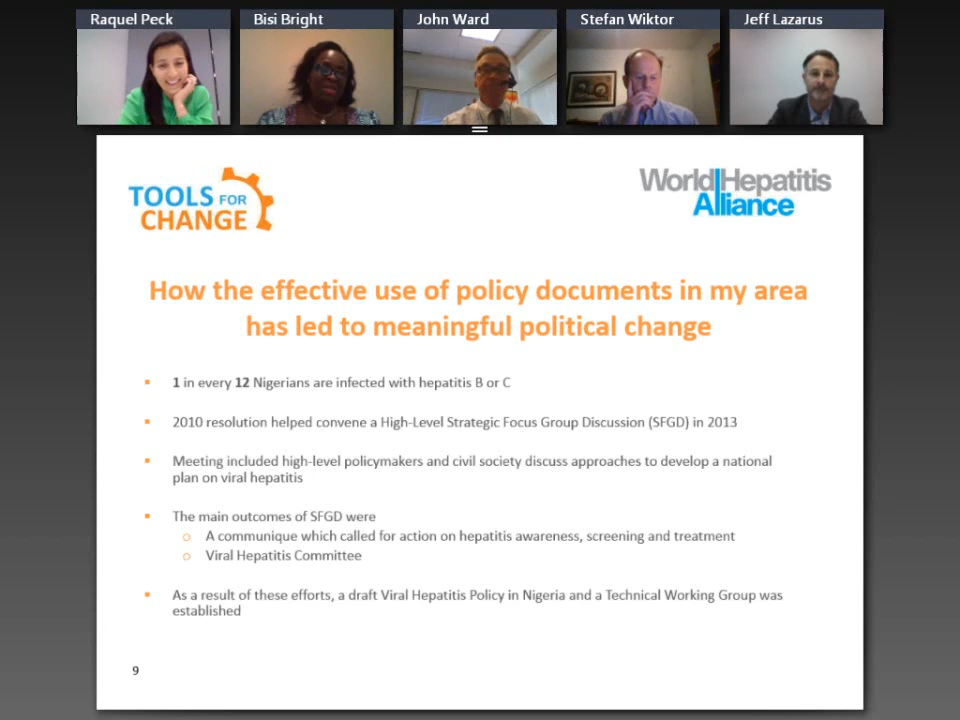 Raquel Peck
Bisi Bright
John Ward
Stefan Wiktor
Jeff Lazarus
TOOLS FOR
CHANGE
World Hepatitis
Alliance
How the effective use of policy documents in my area
has led to meaningful political change
▪ 1 in every 12 Nigerians are infected with hepatitis B or C
▪ 2010 resolution helped convene a High-Level Strategic Focus Group Discussion (SFGD) in 2013
▪ Meeting included high-level policymakers and civil society discuss approaches to develop a national
plan on viral hepatitis
▪ The main outcomes of SFGD were
o A communique which called for action on hepatitis awareness, screening and treatment
o Viral Hepatitis Committee
▪ As a result of these efforts, a draft Viral Hepatitis Policy in Nigeria and a Technical Working Group was
established
9